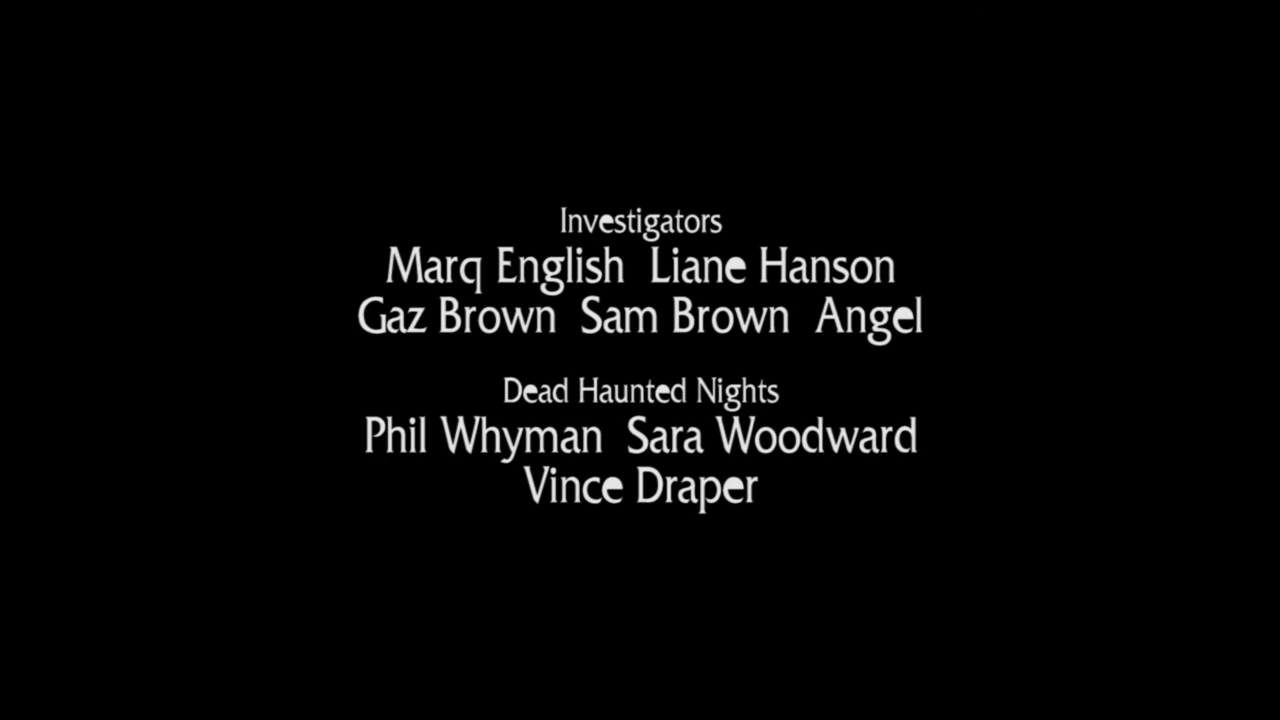 Investigators
Marq English  Liane Hanson
Gaz Brown  Sam Brown  Angel
Dead Haunted Nights
Phil Whyman  Sara Woodward
Vince Draper